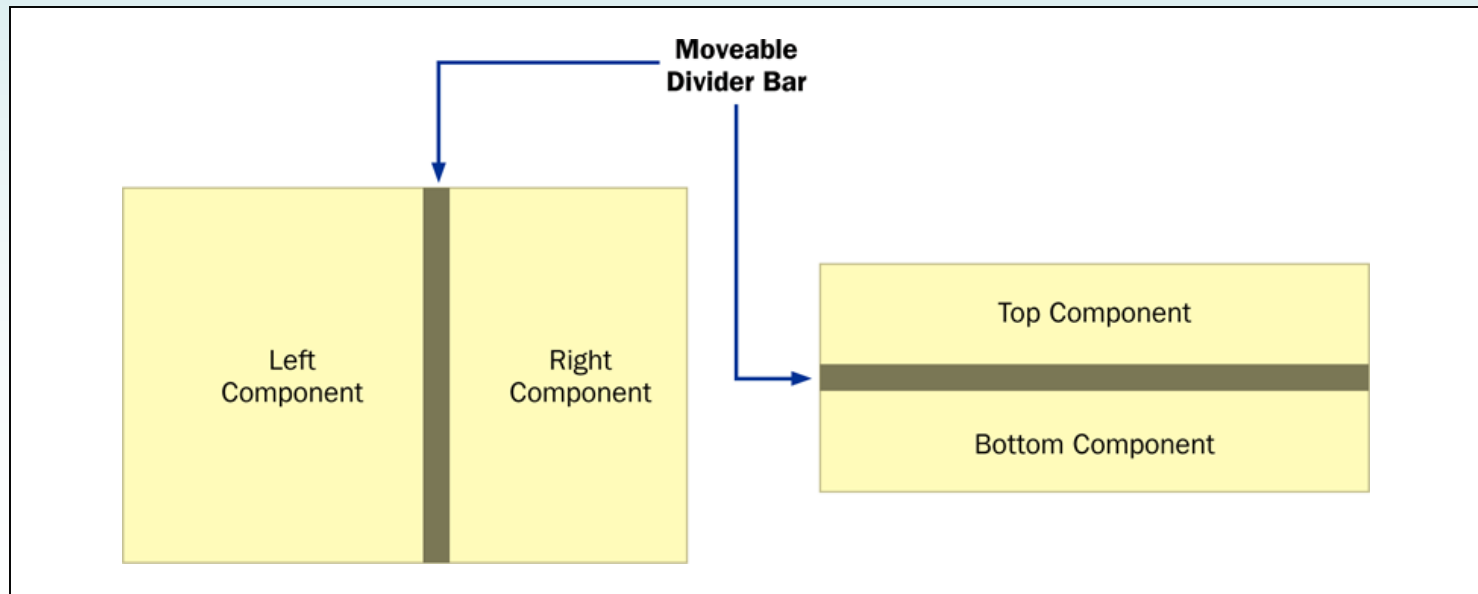 Moveable
Divider Bar
Left
Component
Right
Component
Top Component
Bottom Component